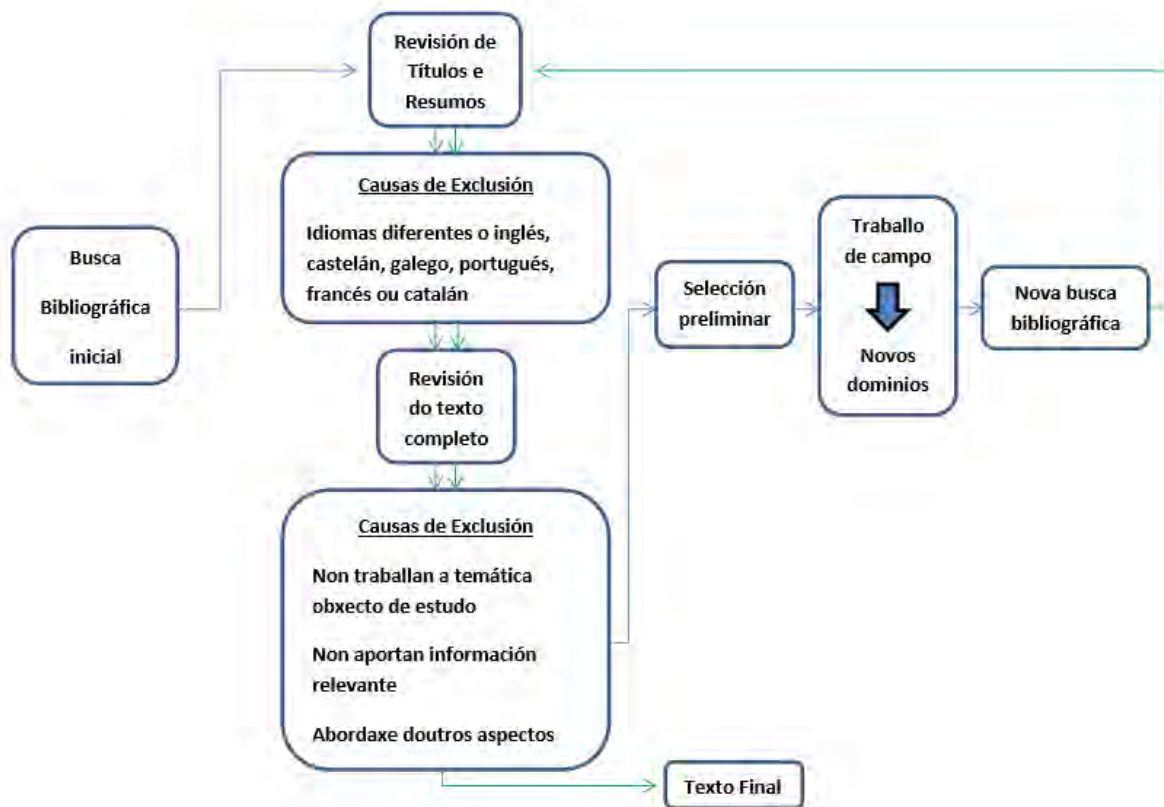 Revisión de
Títulos e
Resumos
Causas de Exclusión
Idiomas diferentes o inglés,
castelán, galego, portugués,
francés ou catalán
Busca
Bibliográfica
inicial
Revisión
do texto
completo
Causas de Exclusión
Non traballan a temática
obxecto de estudo
Non aportan información
relevante
Abordaxe doutros aspectos
Selección
preliminar
Traballo
de campo
Novos
dominios
Nova busca
bibliográfica
Texto Final